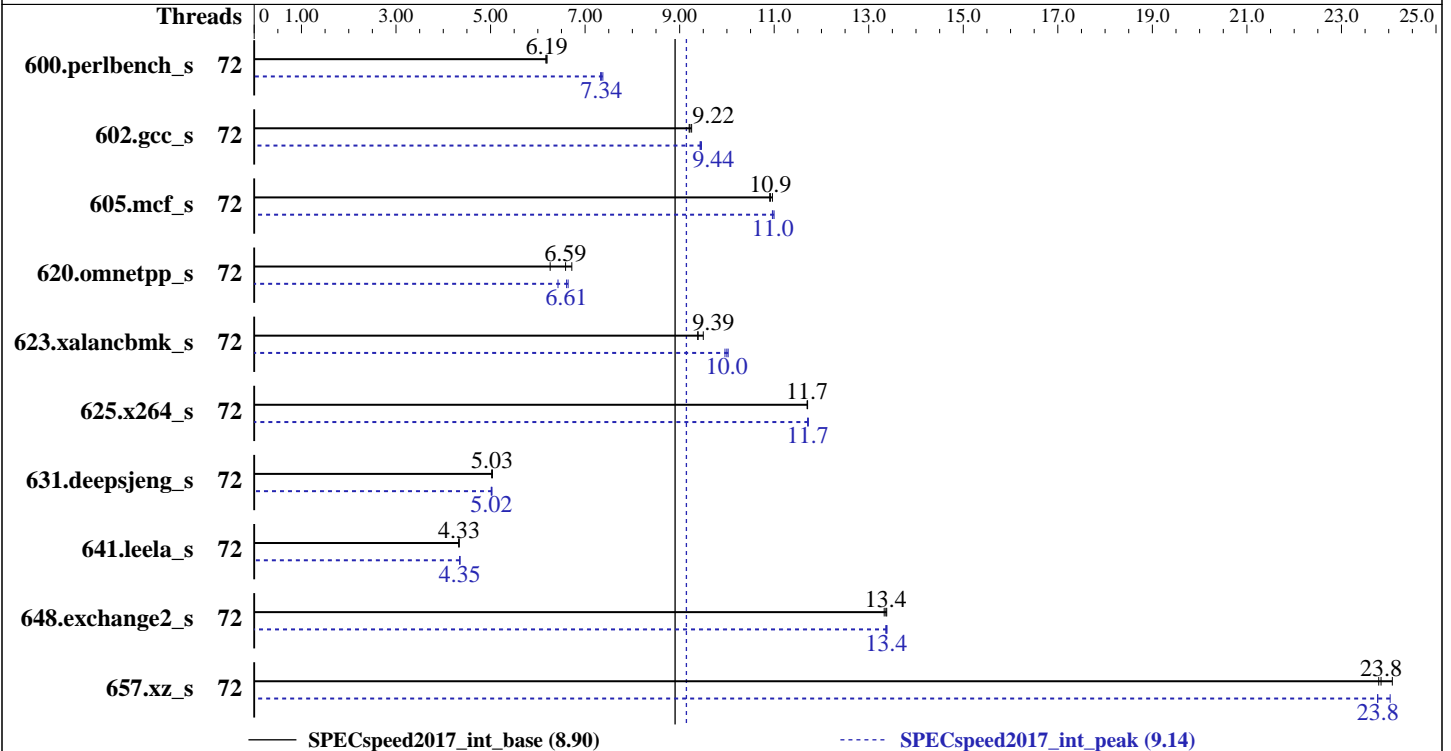 Threads 0 1.00 3.00 5.00 7.00 9.00 11.0 13.0 15.0 17.0 19.0 21.0 23.0 25.0
6.19
600.perlbench_s 72
7.34
9.22
602.gcc_s 72
9.44
10.9
605.mcf_s 72
11.0
6.59
620.omnetpp_s 72
6.61
9.39
623.xalancbmk_s 72
10.0
11.7
625.x264_s 72
11.7
5.03
631.deepsjeng_s 72
5.02
4.33
641.leela_s 72
4.35
13.4
648.exchange2_s 72
13.4
23.8
657.xz_s 72
23.8
SPECspeed2017_int_base (8.90) SPECspeed2017_int_peak (9.14)